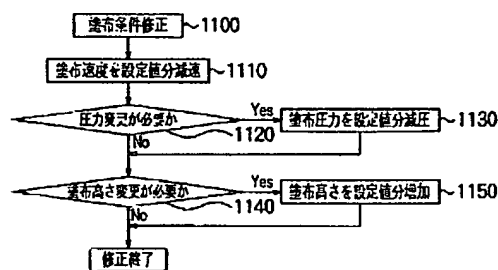 塗布条件修正
1100
塗布速度を設定値分減速
1110
圧力変更が必要か
Yes
塗布圧力を設定値分減圧
1130
1120
No
塗布高さ変更が必要か
Yes
塗布高さを設定値分増加
1150
1140
No
修正終了